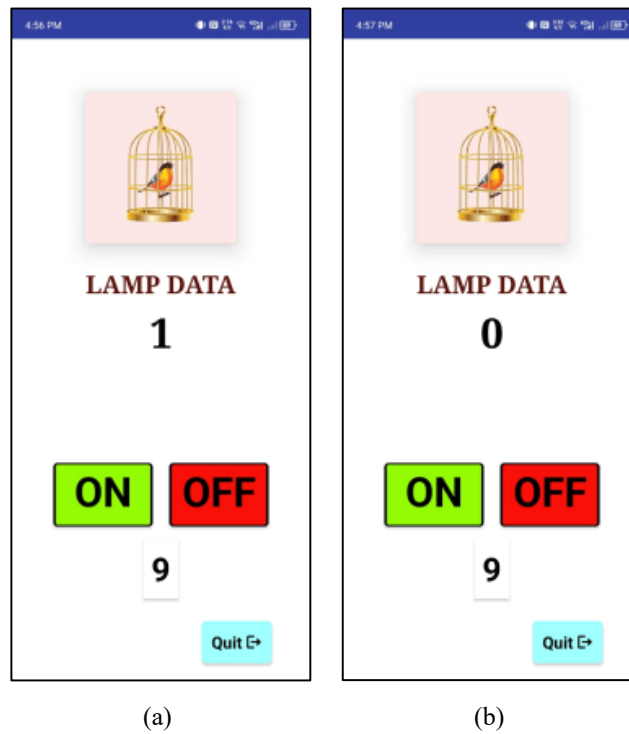 4:56 PM
LAMP DATA
1
ON OFF
9
Quit
(a)
4:57 PM
LAMP DATA
0
ON OFF
9
Quit
(b)